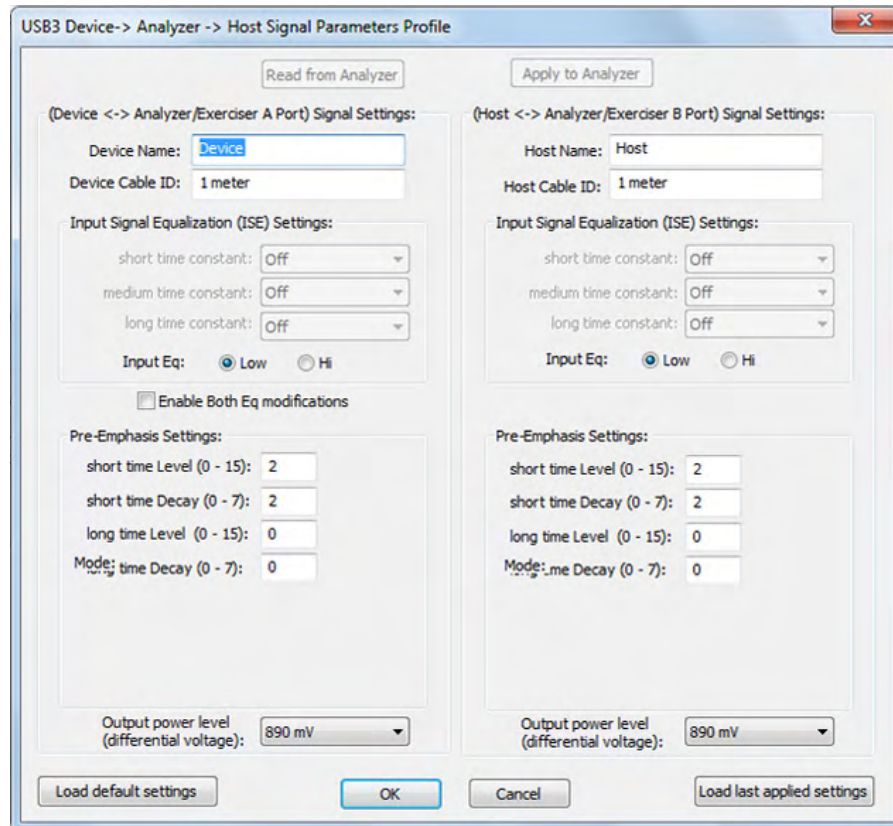 USB3 Device-> Analyzer -> Host Signal Parameters Profile
Read from Analyzer
Apply to Analyzer
(Device <-> Analyzer/Exerciser A Port) Signal Settings:
Device Name: Device
Device Cable ID: 1 meter
Input Signal Equalization (ISE) Settings:
short time constant: Off
medium time constant: Off
long time constant: Off
Input Eq: Low Hi
Enable Both Eq modifications
Pre-Emphasis Settings:
short time Level (0 - 15): 2
short time Decay (0 - 7): 2
long time Level (0 - 15): 0
Mode: time Decay (0 - 7): 0
Output power level
(differential voltage): 890 mV
(Host <-> Analyzer/Exerciser B Port) Signal Settings:
Host Name: Host
Host Cable ID: 1 meter
Input Signal Equalization (ISE) Settings:
short time constant: Off
medium time constant: Off
long time constant: Off
Input Eq: Low Hi
Pre-Emphasis Settings:
short time Level (0 - 15): 2
short time Decay (0 - 7): 2
long time Level (0 - 15): 0
Mode: Decay (0 - 7): 0
Output power level
(differential voltage): 890 mV
Load default settings
OK
Cancel
Load last applied settings